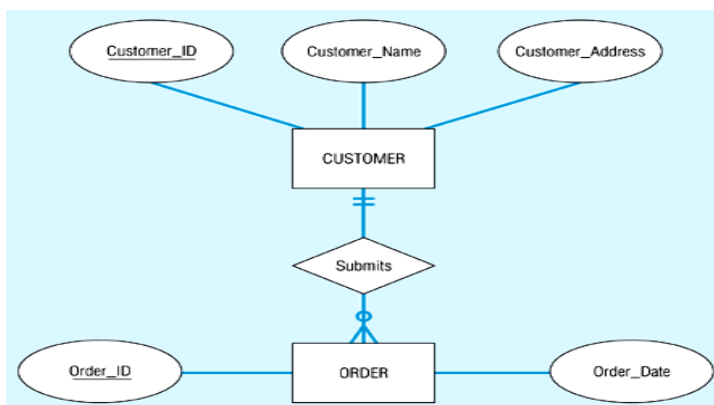 Customer_ID
Customer_Name
Customer_Address
CUSTOMER
Submits
Order_ID
ORDER
Order_Date